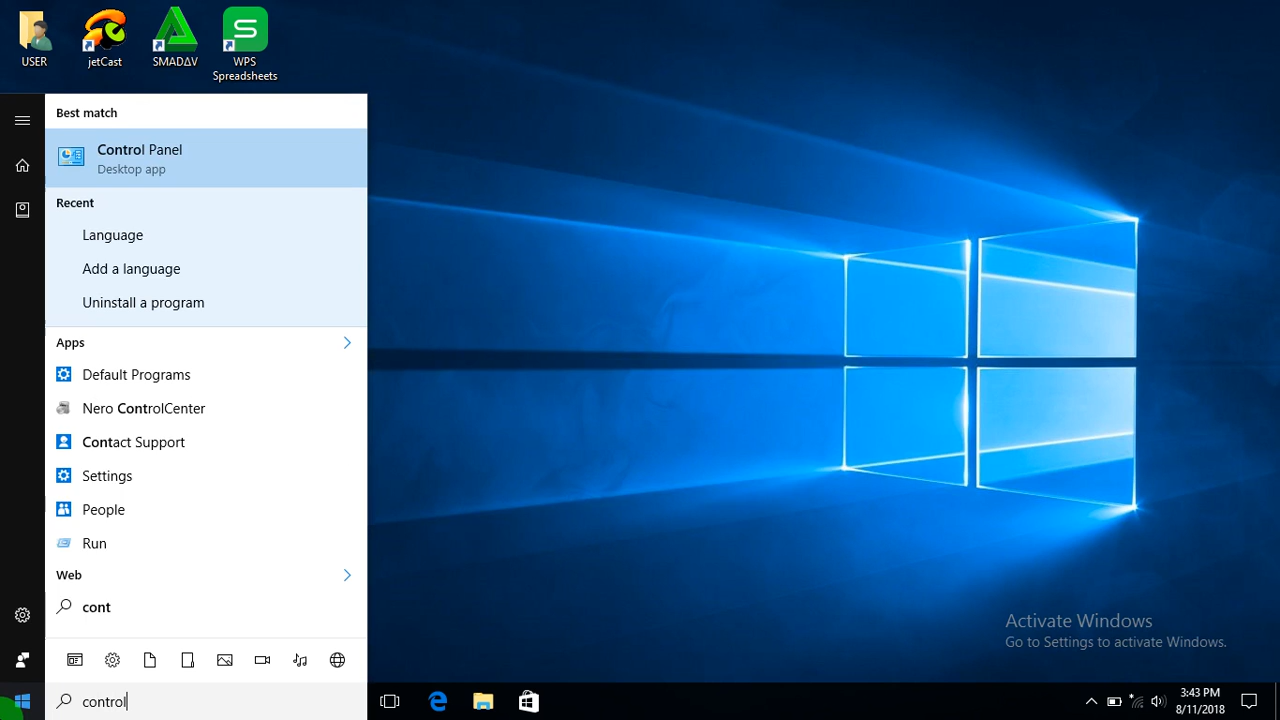 USER
jetCast
SMADΔV
WPS
Spreadsheets
S
Best match
Control Panel
Desktop app
Recent
Language
Add a language
Uninstall a program
Apps
Default Programs
Nero ControlCenter
Contact Support
Settings
People
Run
Web
cont
control
Activate Windows
Go to Settings to activate Windows.
3:43 PM
8/11/2018